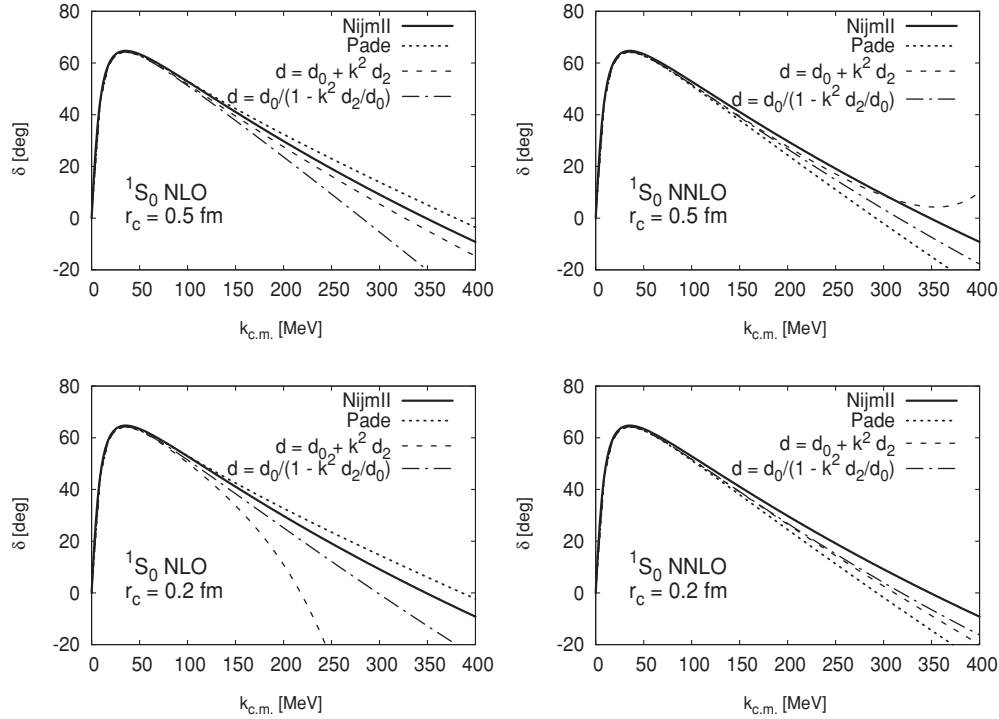 80
60
40
20
0
-20
δ [deg]
0 50 100 150 200 250 300 350 400
k_c.m. [MeV]
NijmII
Pade
d = d_0 + k^2 d_2
d = d_0/(1 - k^2 d_2/d_0)
^1S_0 NLO
r_c = 0.5 fm
80
60
40
20
0
-20
δ [deg]
0 50 100 150 200 250 300 350 400
k_c.m. [MeV]
NijmII
Pade
d = d_0 + k^2 d_2
d = d_0/(1 - k^2 d_2/d_0)
^1S_0 NNLO
r_c = 0.5 fm
80
60
40
20
0
-20
δ [deg]
0 50 100 150 200 250 300 350 400
k_c.m. [MeV]
NijmII
Pade
d = d_0 + k^2 d_2
d = d_0/(1 - k^2 d_2/d_0)
^1S_0 NLO
r_c = 0.2 fm
80
60
40
20
0
-20
δ [deg]
0 50 100 150 200 250 300 350 400
k_c.m. [MeV]
NijmII
Pade
d = d_0 + k^2 d_2
d = d_0/(1 - k^2 d_2/d_0)
^1S_0 NNLO
r_c = 0.2 fm